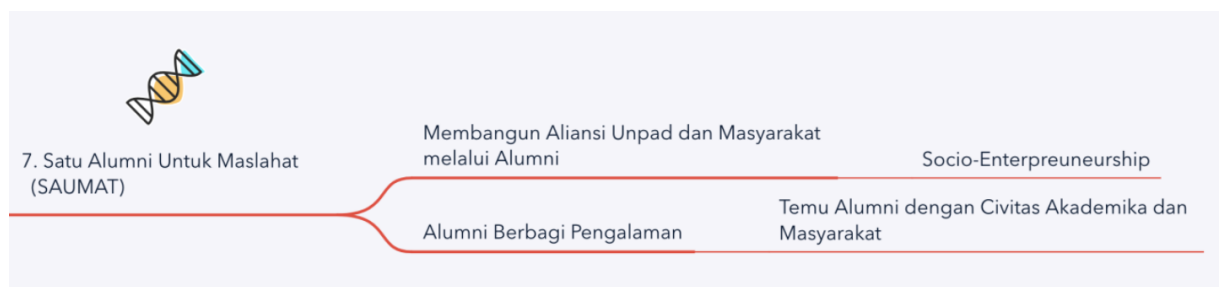 7. Satu Alumni Untuk Maslahat
(SAUMAT)
Membangun Aliansi Unpad dan Masyarakat
melalui Alumni
Socio-Enterpreuneurship
Alumni Berbagi Pengalaman
Temu Alumni dengan Civitas Akademika dan
Masyarakat